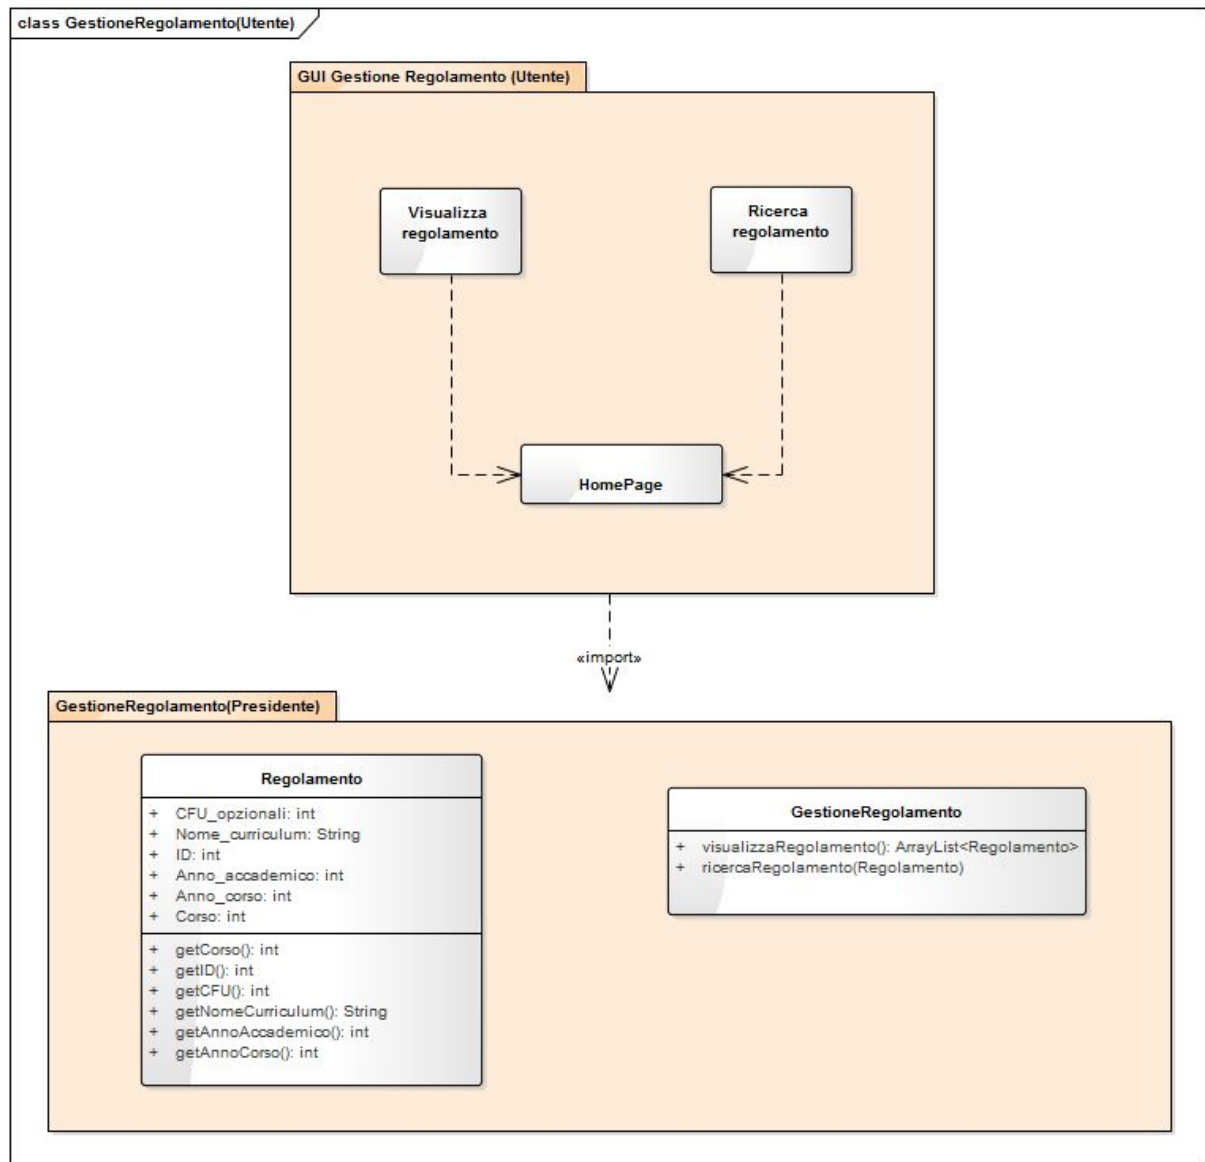 class GestioneRegolamento(Utente)
GUI Gestione Regolamento (Utente)
Visualizza
regolamento
Ricerca
regolamento
HomePage
«import»
GestioneRegolamento(Presidente)
Regolamento
+ CFU_opzionali: int
+ Nome_curriculum: String
+ ID: int
+ Anno_accademico: int
+ Anno_corso: int
+ Corso: int
+ getCorso(): int
+ getID(): int
+ getCFU(): int
+ getNomeCurriculum(): String
+ getAnnoAccademico(): int
+ getAnnoCorso(): int
GestioneRegolamento
+ visualizzaRegolamento(): ArrayList<Regolamento>
+ ricercaRegolamento(Regolamento)